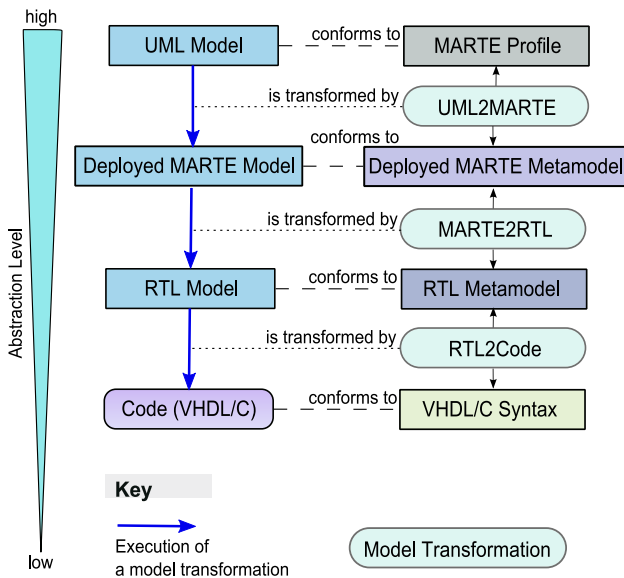 high
UML Model
conforms to
MARTE Profile
is transformed by
UML2MARTE
conforms to
Deployed MARTE Model
Deployed MARTE Metamodel
is transformed by
MARTE2RTL
Abstraction Level
conforms to
RTL Model
RTL Metamodel
is transformed by
RTL2Code
conforms to
Code (VHDL/C)
VHDL/C Syntax
Key
Execution of
a model transformation
Model Transformation
low